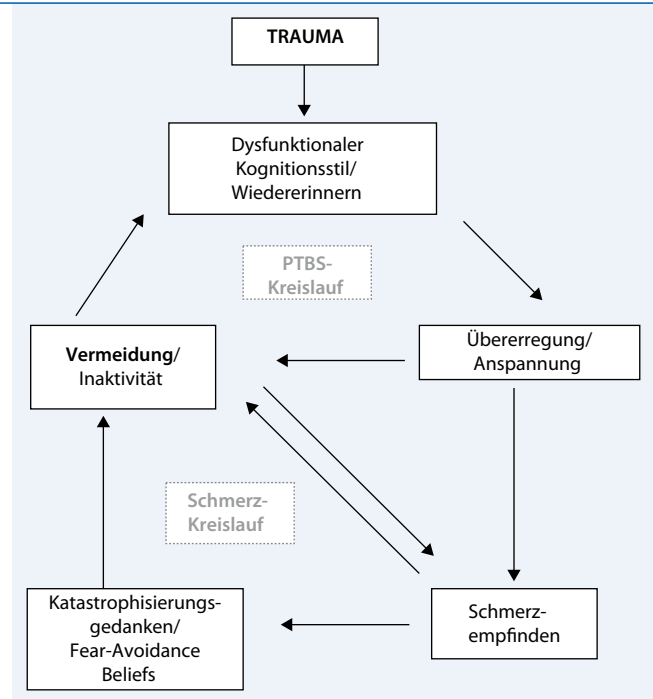 TRAUMA
Dysfunktionaler
Kognitionsstil/
Wiedererinnern
PTBS-
Kreislauf
Vermeidung/
Inaktivität
Übererregung/
Anspannung
Schmerz-
Kreislauf
Katastrophisierungs-
gedanken/
Fear-Avoidance
Beliefs
Schmerz-
empfinden